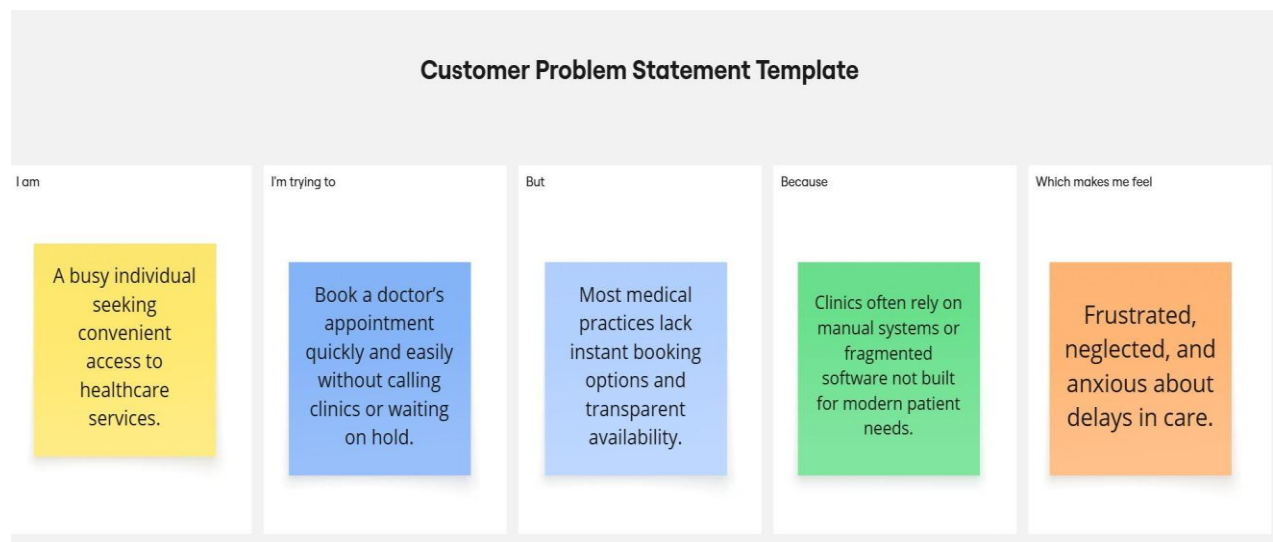 Customer Problem Statement Template
I am
A busy individual
seeking
convenient
access to
healthcare
services.
I'm trying to
Book a doctor’s
appointment
quickly and easily
without calling
clinics or waiting
on hold.
But
Most medical
practices lack
instant booking
options and
transparent
availability.
Because
Clinics often rely on
manual systems or
fragmented
software not built
for modern patient
needs.
Which makes me feel
Frustrated,
neglected, and
anxious about
delays in care.